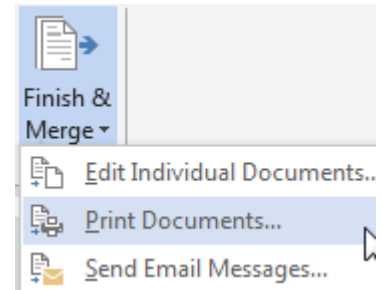 Finish &
Merge
Edit Individual Documents...
Print Documents...
Send Email Messages...